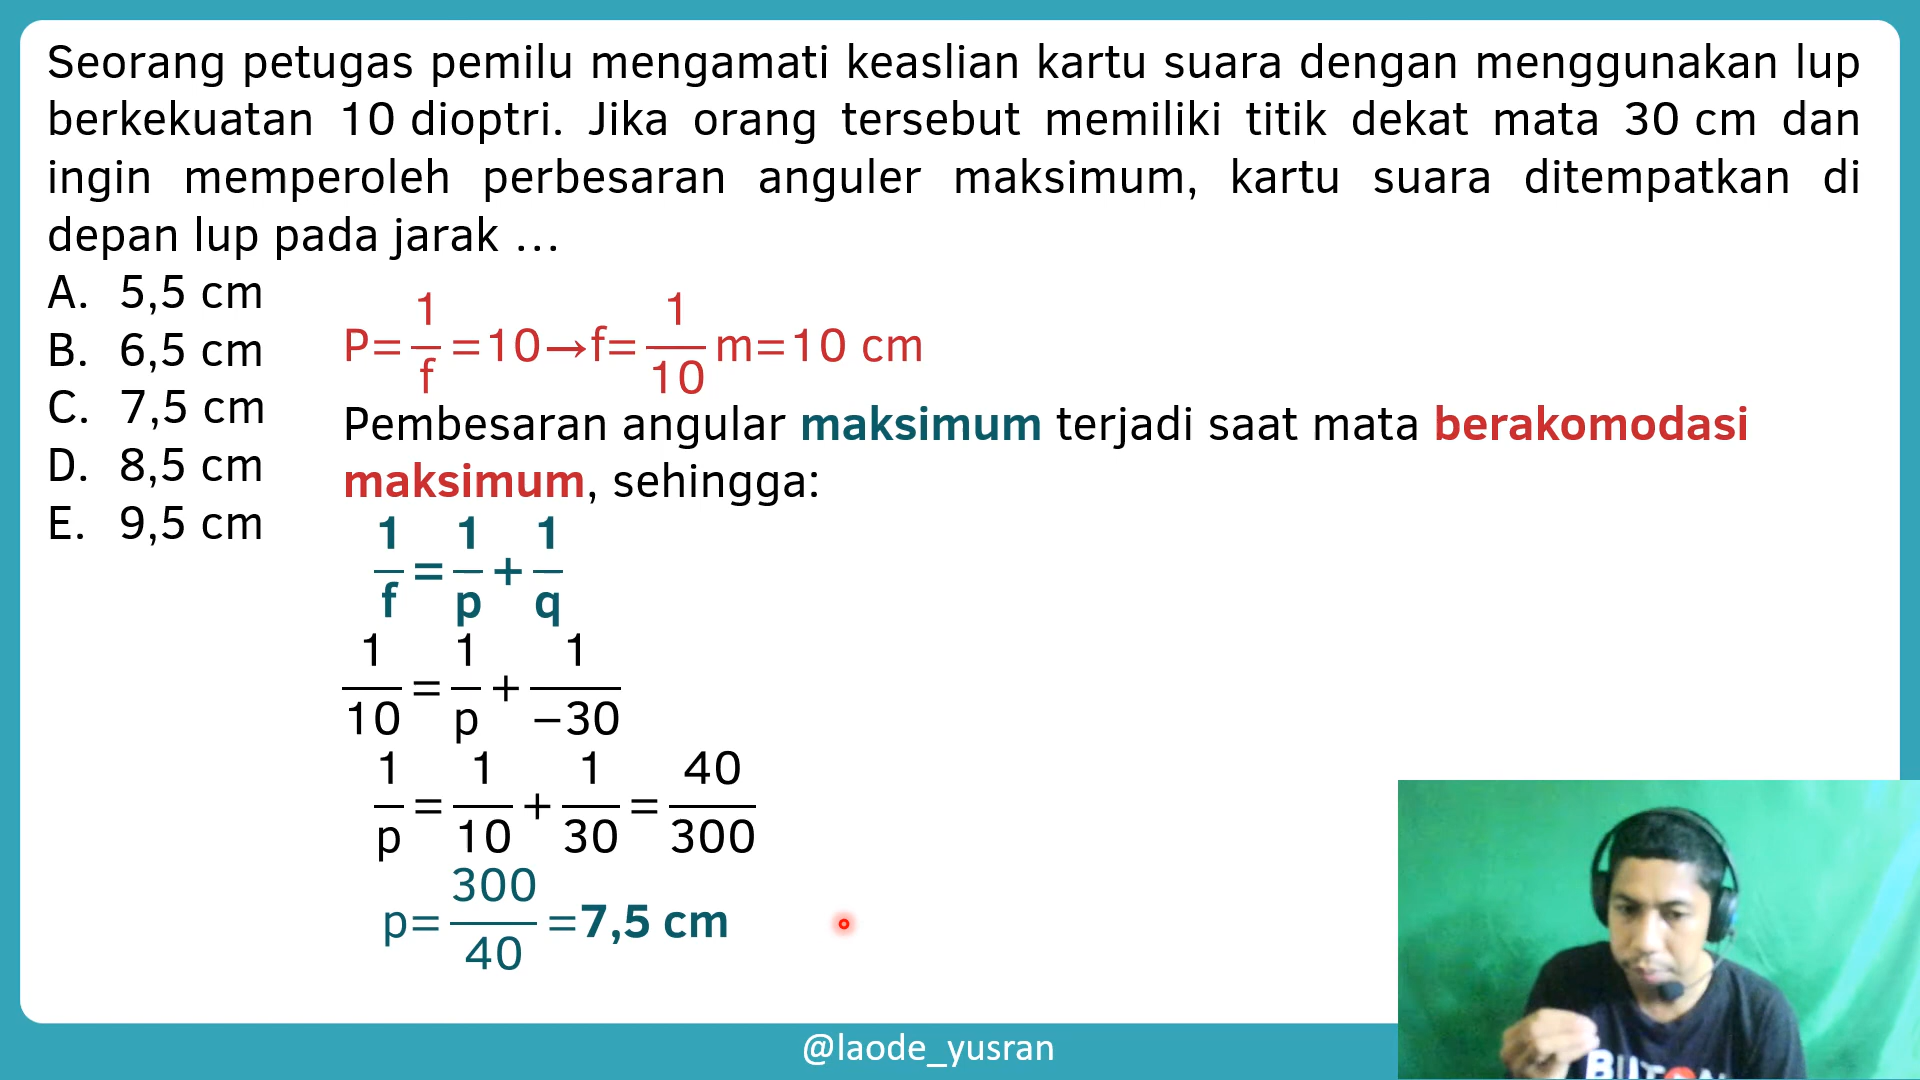 Seorang petugas pemilu mengamati keaslian kartu suara dengan menggunakan lup
berkekuatan 10 dioptri. Jika orang tersebut memiliki titik dekat mata 30 cm dan
ingin memperoleh perbesaran anguler maksimum, kartu suara ditempatkan di
depan lup pada jarak …
A. 5,5 cm
B. 6,5 cm
C. 7,5 cm
D. 8,5 cm
E. 9,5 cm
P=1/f=10→f=1/10 m=10 cm
Pembesaran angular maksimum terjadi saat mata berakomodasi
maksimum, sehingga:
1/f=1/p+1/q
1/10=1/p+1/−30
1/p=1/10+1/30=40/300
p=300/40=7,5 cm
@laode_yusran